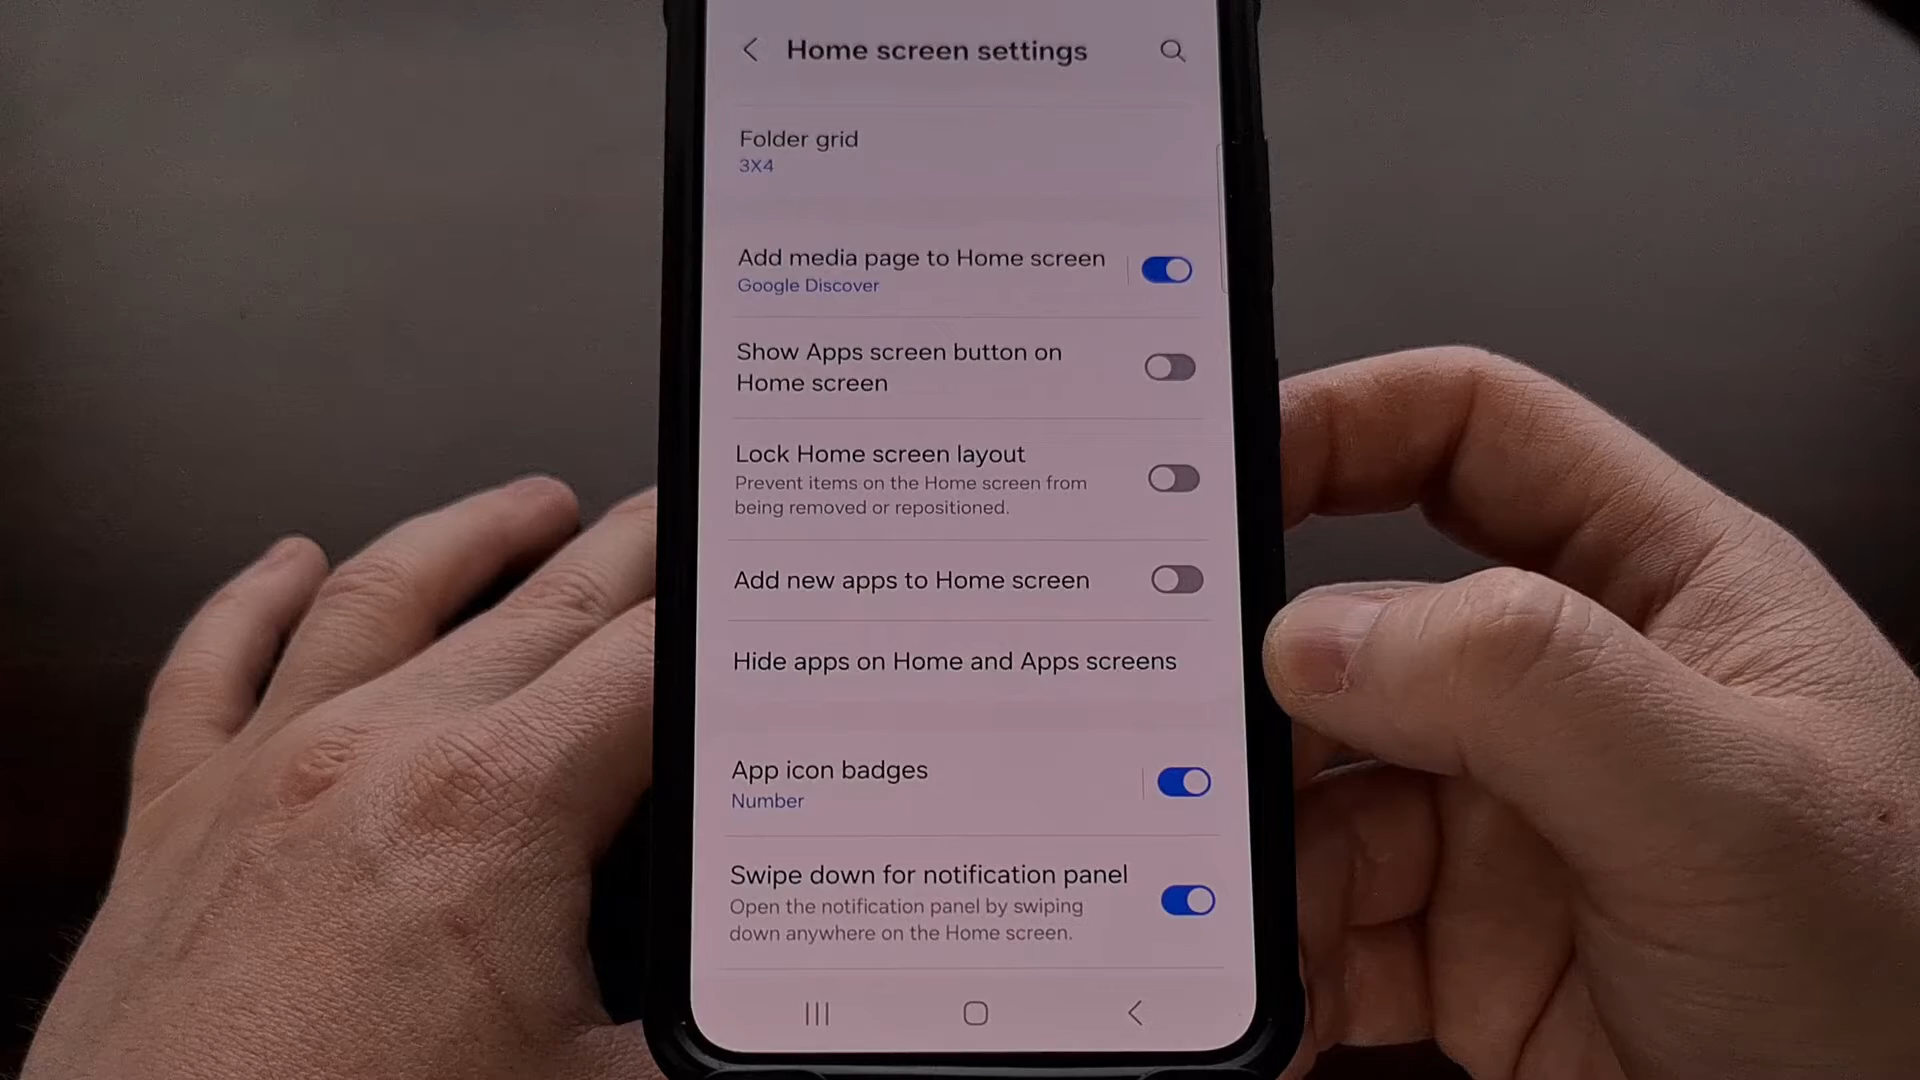 Home screen settings
Folder grid
3X4
Add media page to Home screen
Google Discover
Show Apps screen button on
Home screen
Lock Home screen layout
Prevent items on the Home screen from
being removed or repositioned.
Add new apps to Home screen
Hide apps on Home and Apps screens
App icon badges
Number
Swipe down for notification panel
Open the notification panel by swiping
down anywhere on the Home screen.